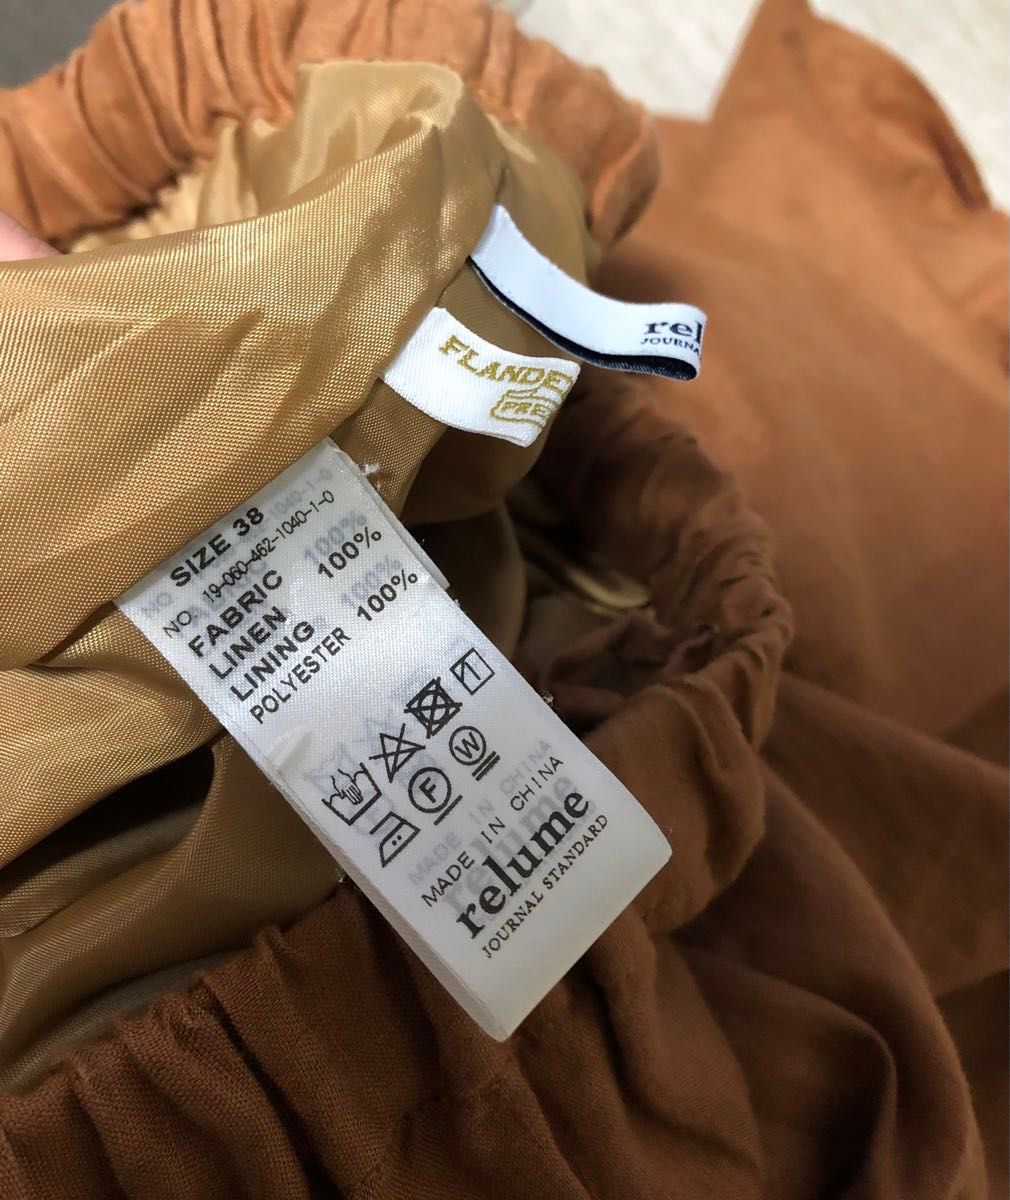 rel
JOURNA
FLANDE
PRE
SIZE 38
NO. 19-060-462-1040-1-0
FABRIC
LINEN 100%
LINING
POLYESTER 100%
F W
MADE IN CHINA
relume
JOURNAL STANDARD